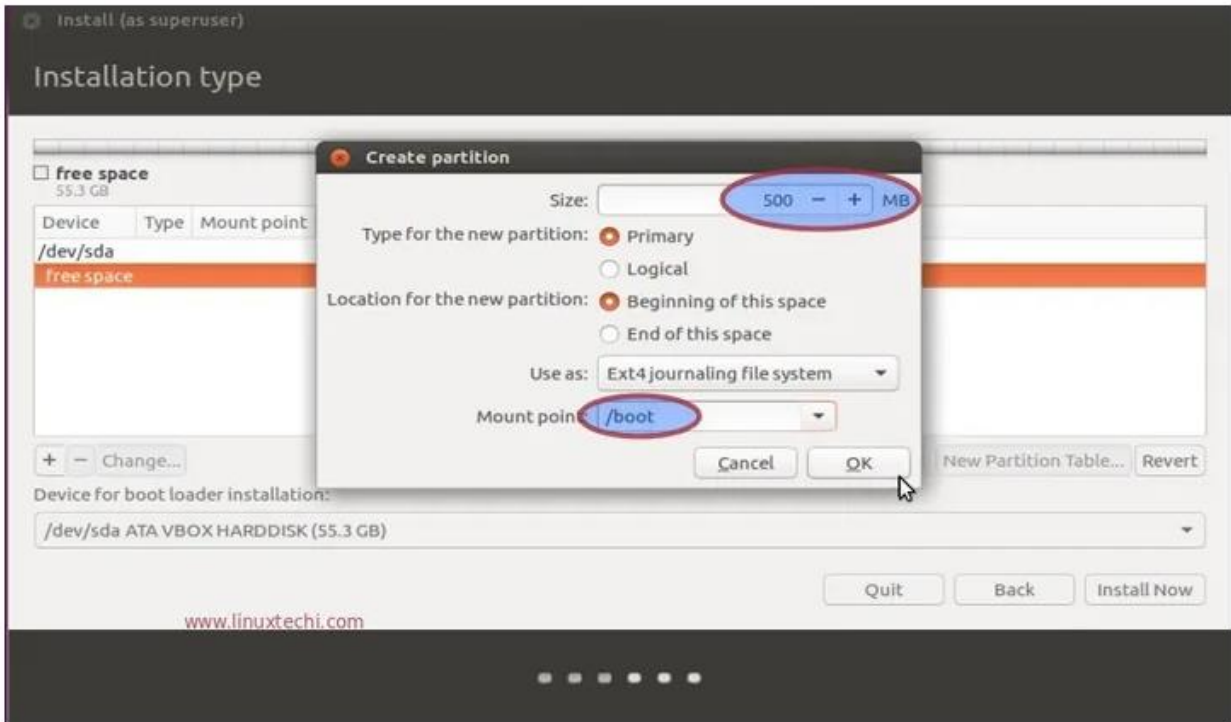 Install (as superuser)
Installation type
free space
55.3 GB
Device Type Mount point
/dev/sda
free space
Create partition
Size: 500 − + MB
Type for the new partition: Primary
Logical
Location for the new partition: Beginning of this space
End of this space
Use as: Ext4 journaling file system
Mount point: /boot
Cancel OK
+ − Change... New Partition Table... Revert
Device for boot loader installation:
/dev/sda ATA VBOX HARDDISK (55.3 GB)
Quit Back Install Now
www.linuxtechi.com